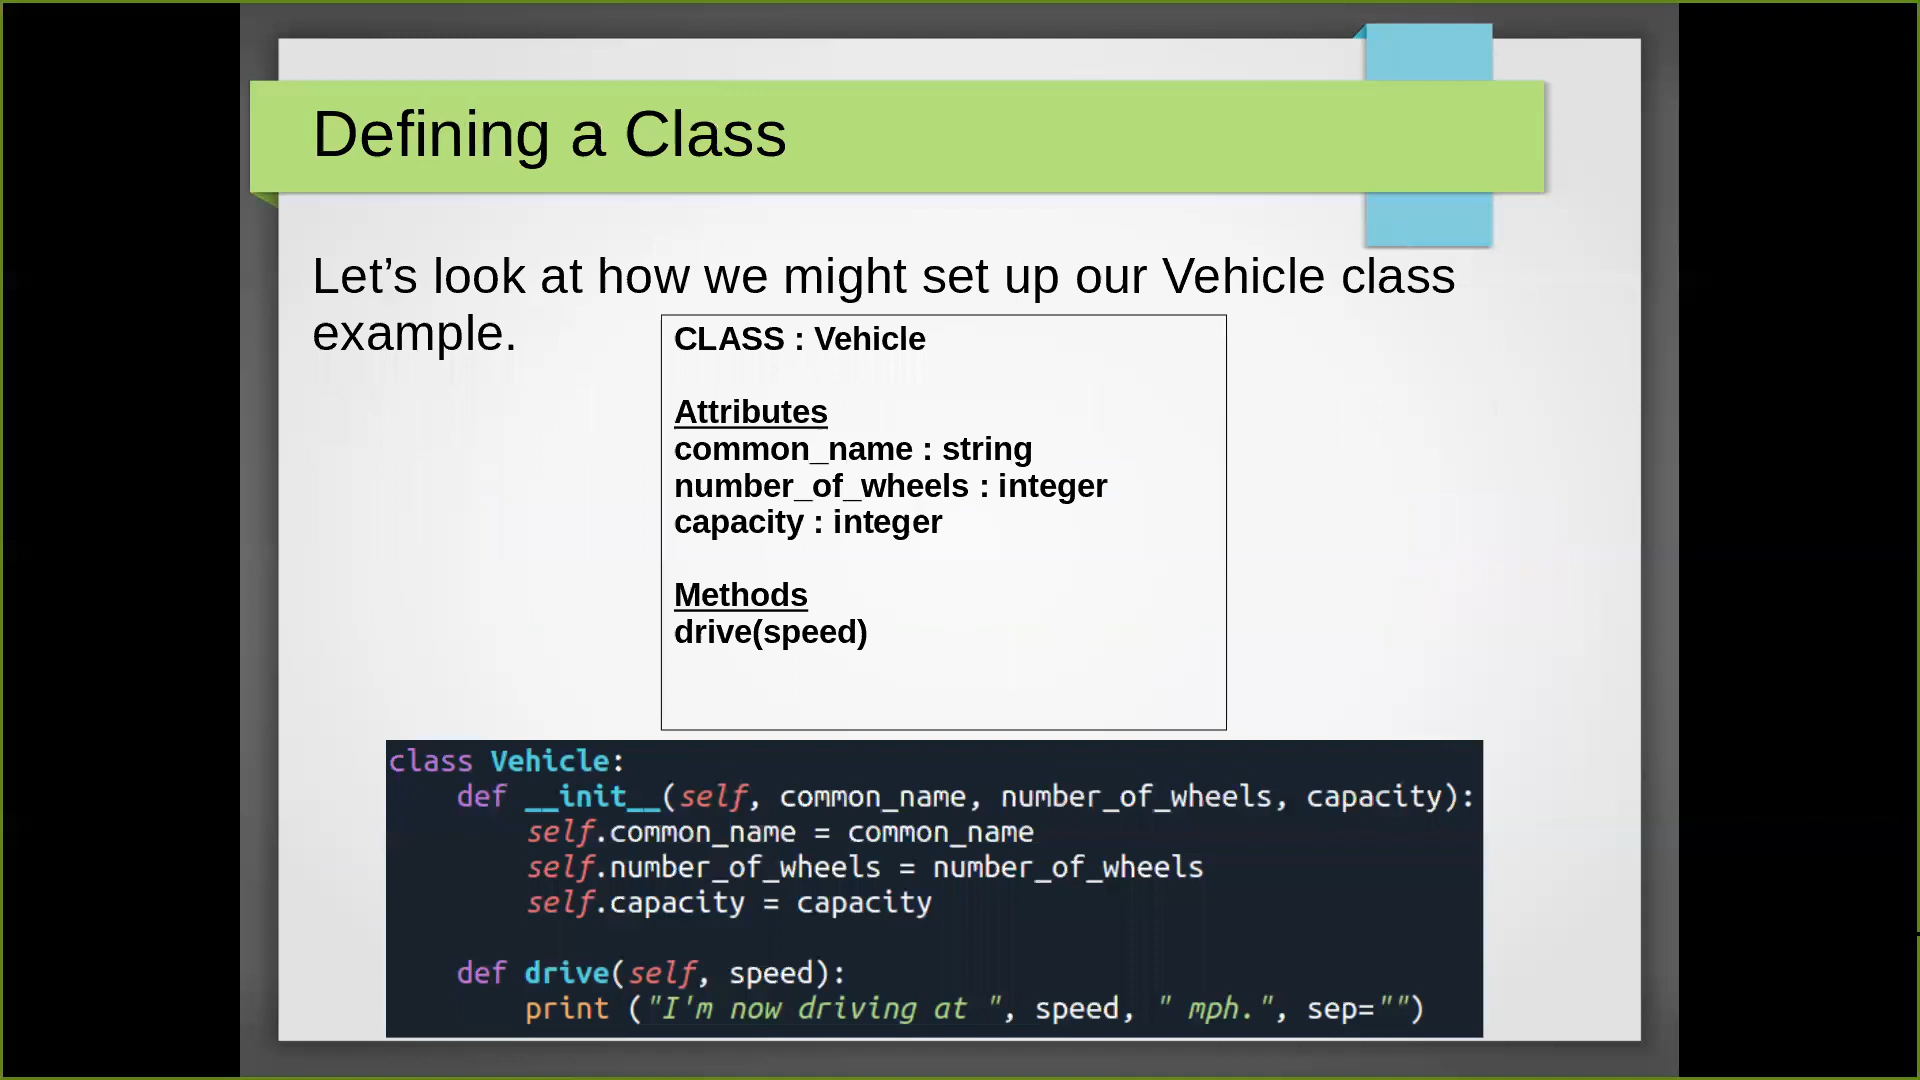 Defining a Class
Let’s look at how we might set up our Vehicle class
example.
CLASS : Vehicle
Attributes
common_name : string
number_of_wheels : integer
capacity : integer
Methods
drive(speed)
class Vehicle:
    def __init__(self, common_name, number_of_wheels, capacity):
        self.common_name = common_name
        self.number_of_wheels = number_of_wheels
        self.capacity = capacity
    def drive(self, speed):
        print ("I'm now driving at ", speed, " mph.", sep="")